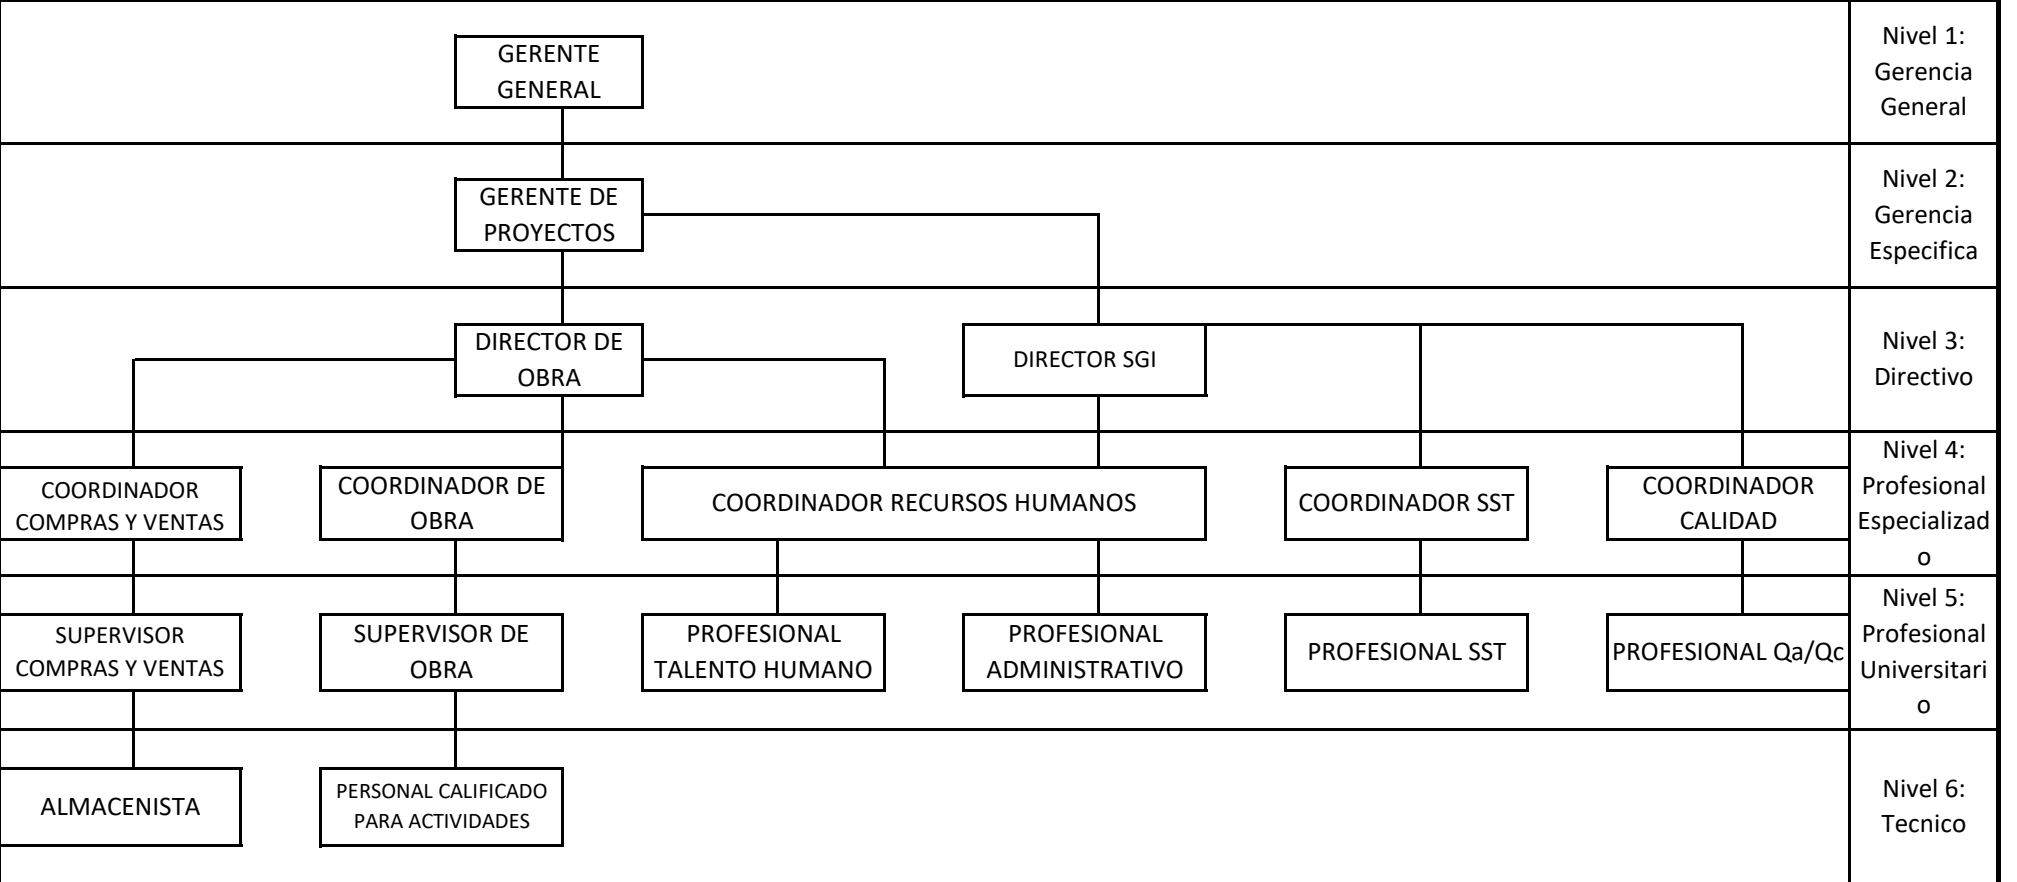 GERENTE
GENERAL
Nivel 1:
Gerencia
General
GERENTE DE
PROYECTOS
Nivel 2:
Gerencia
Especifica
DIRECTOR DE
OBRA
DIRECTOR SGI
Nivel 3:
Directivo
COORDINADOR
COMPRAS Y VENTAS
COORDINADOR DE
OBRA
COORDINADOR RECURSOS HUMANOS
COORDINADOR SST
COORDINADOR
CALIDAD
Nivel 4:
Profesional
Especializad
o
SUPERVISOR
COMPRAS Y VENTAS
SUPERVISOR DE
OBRA
PROFESIONAL
TALENTO HUMANO
PROFESIONAL
ADMINISTRATIVO
PROFESIONAL SST
PROFESIONAL Qa/Qc
Nivel 5:
Profesional
Universitari
o
ALMACENISTA
PERSONAL CALIFICADO
PARA ACTIVIDADES
Nivel 6:
Tecnico